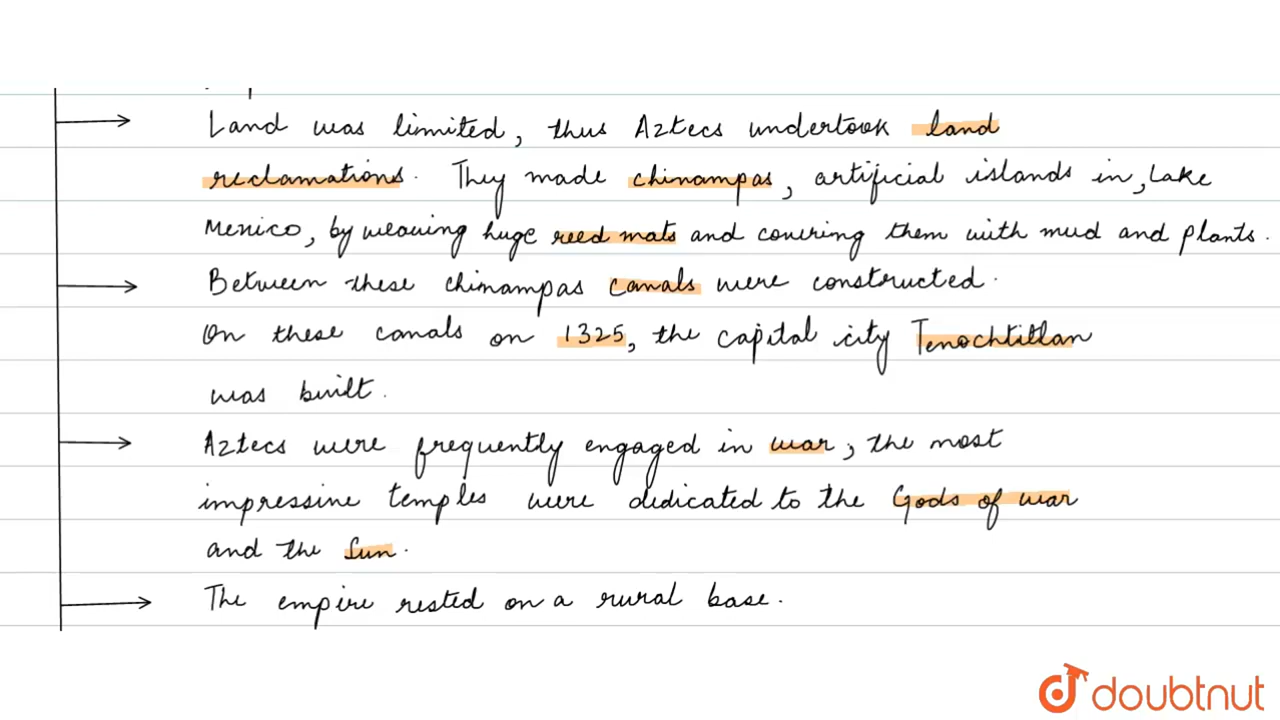 Land was limited, thus Aztecs undertook land
reclamations. They made chinampas, artificial islands in, Lake
Mexico, by weaving huge reed mats and covering them with mud and plants.
Between these chinampas canals were constructed.
On these canals on 1325, the capital city Tenochtitlan
was built.
Aztecs were frequently engaged in war, the most
impressive temples were dedicated to the Gods of war
and the Sun.
The empire rested on a rural base.
doubtnut